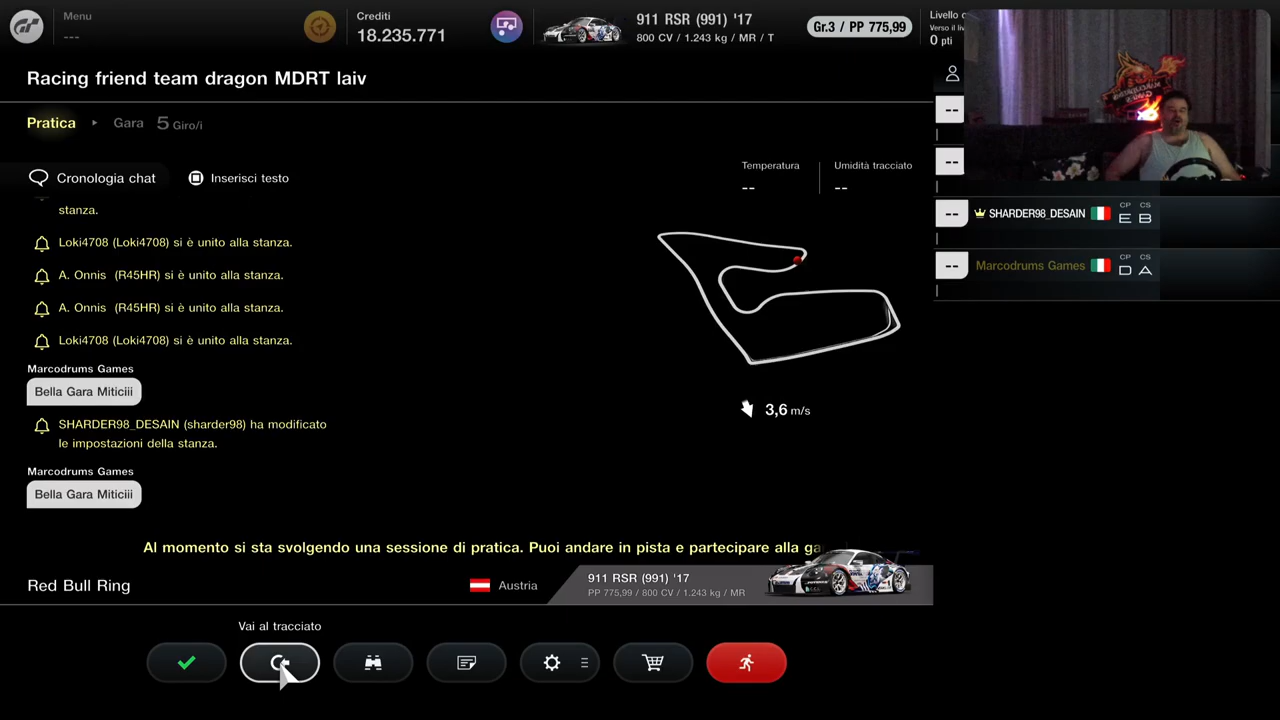 Menu
---
Crediti
18.235.771
911 RSR (991) '17
800 CV / 1.243 kg / MR / T
Gr.3 / PP 775,99
Livello
Verso il li
0 pti
Racing friend team dragon MDRT laiv
Pratica
Gara 5 Giro/i
Cronologia chat
Inserisci testo
Temperatura
--
Umidità tracciato
--
stanza.
Loki4708 (Loki4708) si è unito alla stanza.
A. Onnis (R45HR) si è unito alla stanza.
A. Onnis (R45HR) si è unito alla stanza.
Loki4708 (Loki4708) si è unito alla stanza.
Marcodrums Games
Bella Gara Miticiii
SHARDER98_DESAIN (sharder98) ha modificato
le impostazioni della stanza.
Marcodrums Games
Bella Gara Miticiii
3,6 m/s
--
--
-- SHARDER98_DESAIN CP E CS B
-- Marcodrums Games CP D CS A
Al momento si sta svolgendo una sessione di pratica. Puoi andare in pista e partecipare alla ga
Red Bull Ring
Austria
911 RSR (991) '17
PP 775,99 / 800 CV / 1.243 kg / MR
Vai al tracciato